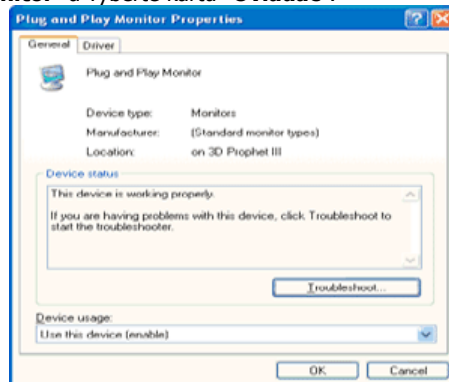 Plug and Play Monitor Properties
General Driver
Plug and Play Monitor
Device type: Monitors
Manufacturer: (Standard monitor types)
Location: on 3D Prophet III
Device status
This device is working properly.
If you are having problems with this device, click Troubleshoot to
start the troubleshooter.
Troubleshoot...
Device usage:
Use this device (enable)
OK Cancel